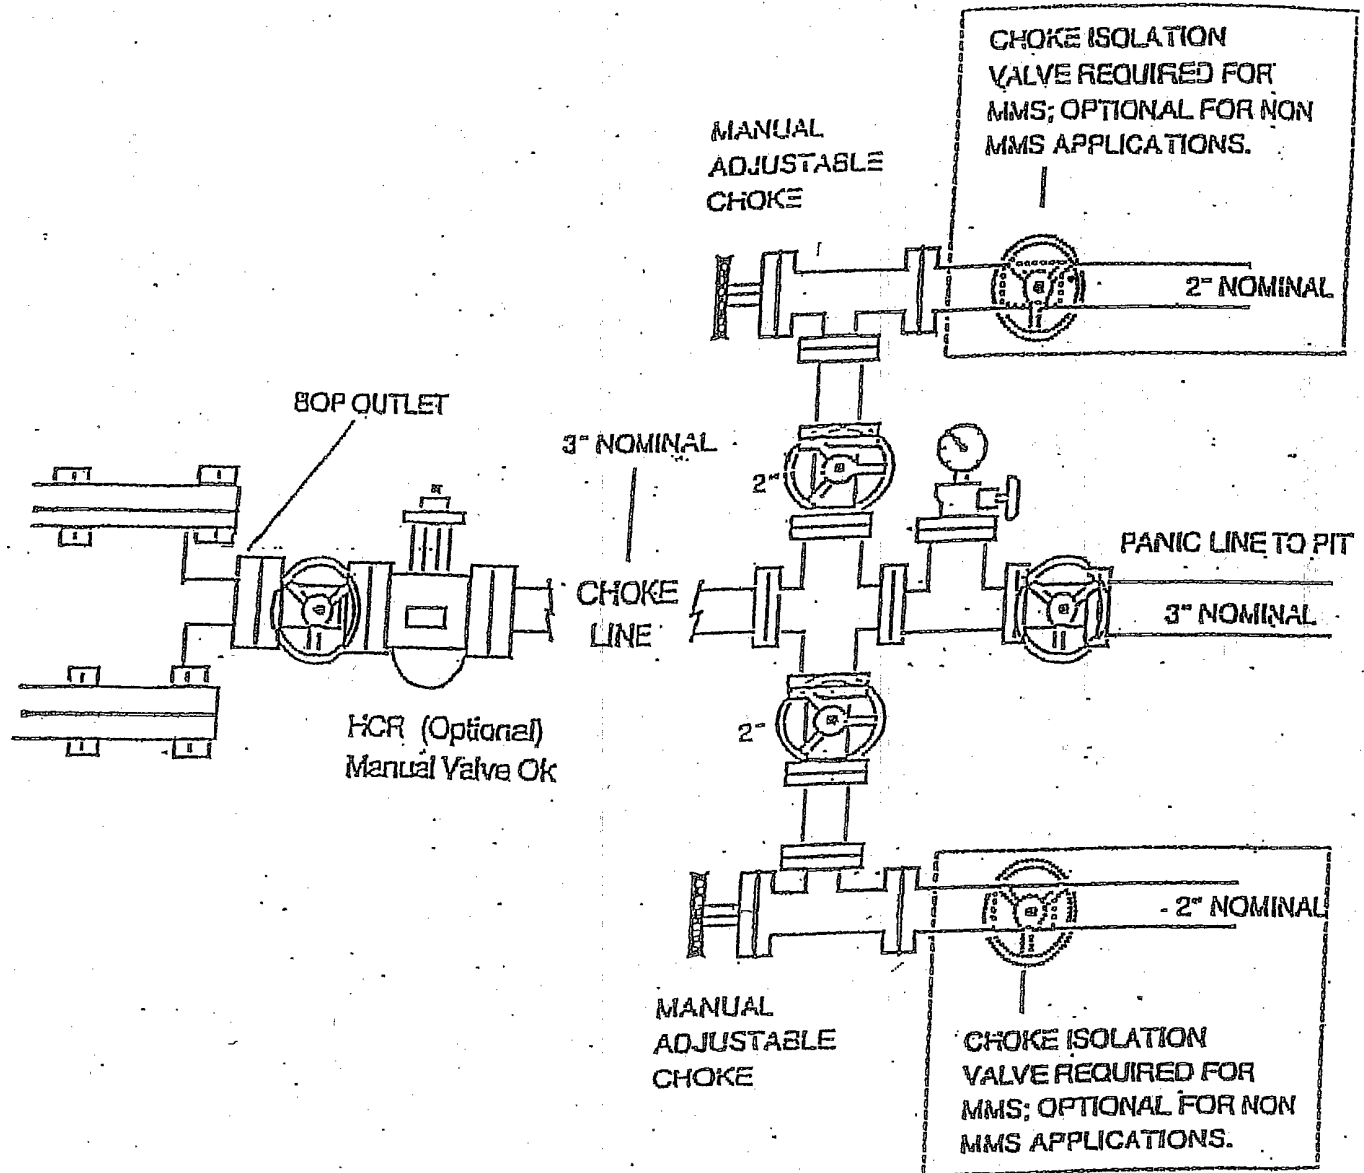 CHOKE ISOLATION
VALVE REQUIRED FOR
MMS; OPTIONAL FOR NON
MMS APPLICATIONS.
MANUAL
ADJUSTABLE
CHOKE
2" NOMINAL
BOP OUTLET
3" NOMINAL
2"
PANIC LINE TO PIT
3" NOMINAL
CHOKE
LINE
HCR (Optional)
Manual Valve Ok
2"
2" NOMINAL
MANUAL
ADJUSTABLE
CHOKE
CHOKE ISOLATION
VALVE REQUIRED FOR
MMS; OPTIONAL FOR NON
MMS APPLICATIONS.